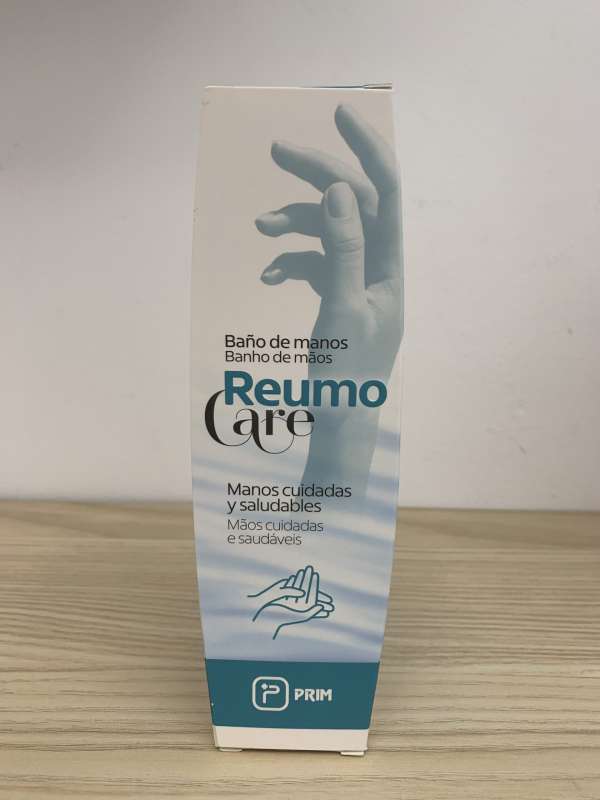 Baño de manos
Banho de mãos
Reumo
Care
Manos cuidadas
y saludables
Mãos cuidadas
e saudáveis
PRIM